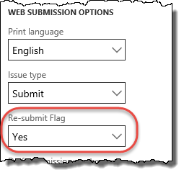 WEB SUBMISSION OPTIONS
Print language
English
Issue type
Submit
Re-submit Flag
Yes